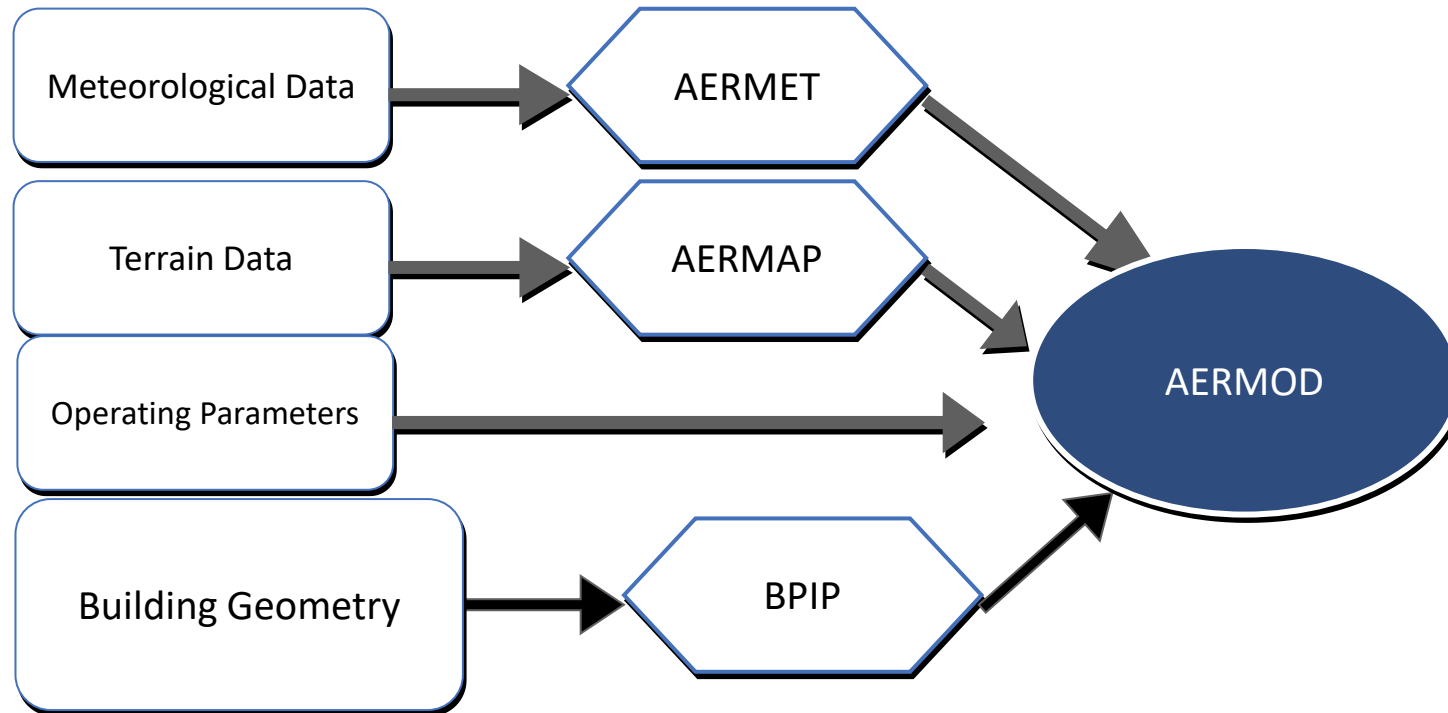 Meteorological Data
AERMET
Terrain Data
AERMAP
Operating Parameters
AERMOD
Building Geometry
BPIP